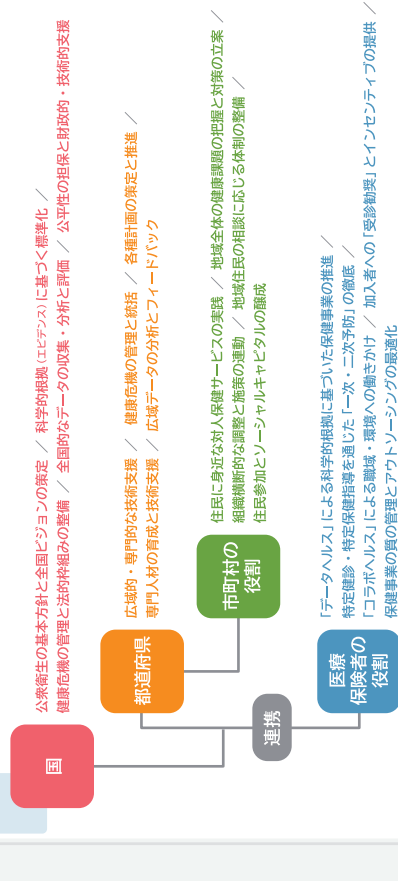 国
公衆衛生の基本方針と全国ビジョンの策定 ／ 科学的根拠（エビデンス）に基づく標準化 ／
健康危機の管理と法的枠組みの整備 ／ 全国的なデータの収集・分析と評価 ／ 公平性の担保と財政的・技術的支援
都道府県
広域的・専門的な技術支援 ／ 健康危機の管理と統括 ／ 各種計画の策定と推進 ／
専門人材の育成と技術支援 ／ 広域データの分析とフィードバック
市町村の
役割
住民に身近な対人保健サービスの実践 ／ 地域全体の健康課題の把握と対策の立案 ／
組織横断的な調整と施策の連動 ／ 地域住民の相談に応じる体制の整備 ／
住民参加とソーシャルキャピタルの醸成
連携
医療
保険者の
役割
「データヘルス」による科学的根拠に基づいた保健事業の推進 ／
特定健診・特定保健指導を通じた「一次・二次予防」の徹底 ／
「コラボヘルス」による職域・環境への働きかけ ／ 加入者への「受診勧奨」とインセンティブの提供 ／
保健事業の質の管理とアウトソーシングの最適化